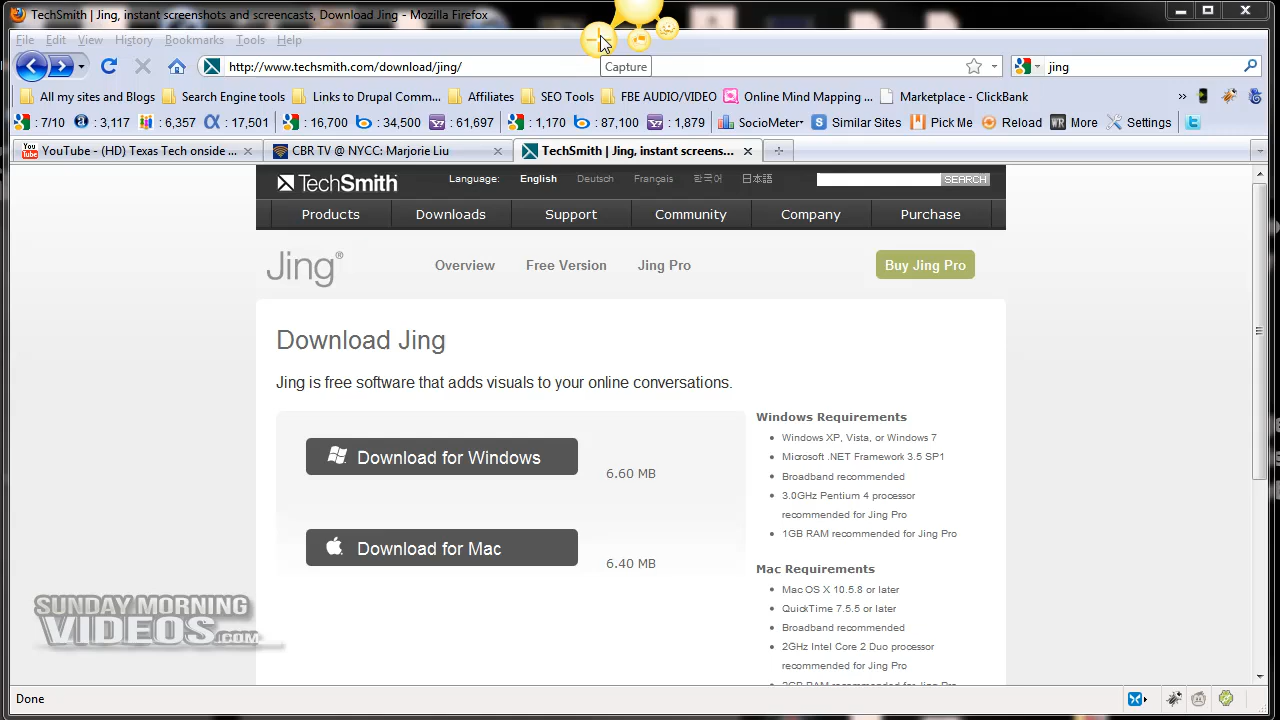 TechSmith | Jing, instant screenshots and screencasts, Download Jing - Mozilla Firefox
File Edit View History Bookmarks Tools Help
Capture
http://www.techsmith.com/download/jing/
jing
All my sites and Blogs Search Engine tools Links to Drupal Comm... Affiliates SEO Tools FBE AUDIO/VIDEO Online Mind Mappg ... Marketplace - ClickBank »
: 7/10 : 3,117 : 6,357 : 17,501 : 16,700 : 34,500 : 61,697 : 1,170 : 87,100 : 1,879 SocioMeter+ Similar Sites Pick Me Reload WR More Settings
You Tube YouTube - (HD) Texas Tech onside ... CBR TV @ NYCC: Marjorie Liu TechSmith | Jing, instant screens...
TechSmith Language: English Deutsch Français 한국어 日本語 SEARCH
Products Downloads Support Community Company Purchase
Jing® Overview Free Version Jing Pro Buy Jing Pro
Download Jing
Jing is free software that adds visuals to your online conversations.
Download for Windows
6.60 MB
Download for Mac
6.40 MB
Windows Requirements
Windows XP, Vista, or Windows 7
Microsoft .NET Framework 3.5 SP1
Broadband recommended
3.0GHz Pentium 4 processor
recommended for Jing Pro
1GB RAM recommended for Jing Pro
Mac Requirements
Mac OS X 10.5.8 or later
QuickTime 7.5.5 or later
Broadband recommended
2GHz Intel Core 2 Duo processor
recommended for Jing Pro
2GB RAM recommended for Jing Pro
SUNDAY MORNING
VIDEOS.COM
Done